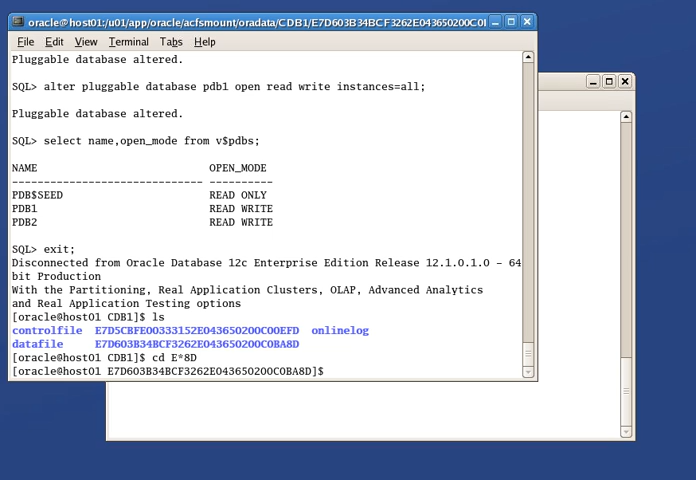 oracle@host01:/u01/app/oracle/acfsmount/oradata/CDB1/E7D603B34BCF3262E043650200C0
File Edit View Terminal Tabs Help
Pluggable database altered.
SQL> alter pluggable database pdb1 open read write instances=all;
Pluggable database altered.
SQL> select name,open_mode from v$pdbs;
NAME OPEN_MODE
------------------------------ ----------
PDB$SEED READ ONLY
PDB1 READ WRITE
PDB2 READ WRITE
SQL> exit;
Disconnected from Oracle Database 12c Enterprise Edition Release 12.1.0.1.0 - 64
bit Production
With the Partitioning, Real Application Clusters, OLAP, Advanced Analytics
and Real Application Testing options
[oracle@host01 CDB1]$ ls
controlfile E7D5CBFE00333152E043650200C00EFD onlinelog
datafile E7D603B34BCF3262E043650200C0BA8D
[oracle@host01 CDB1]$ cd E*8D
[oracle@host01 E7D603B34BCF3262E043650200C0BA8D]$